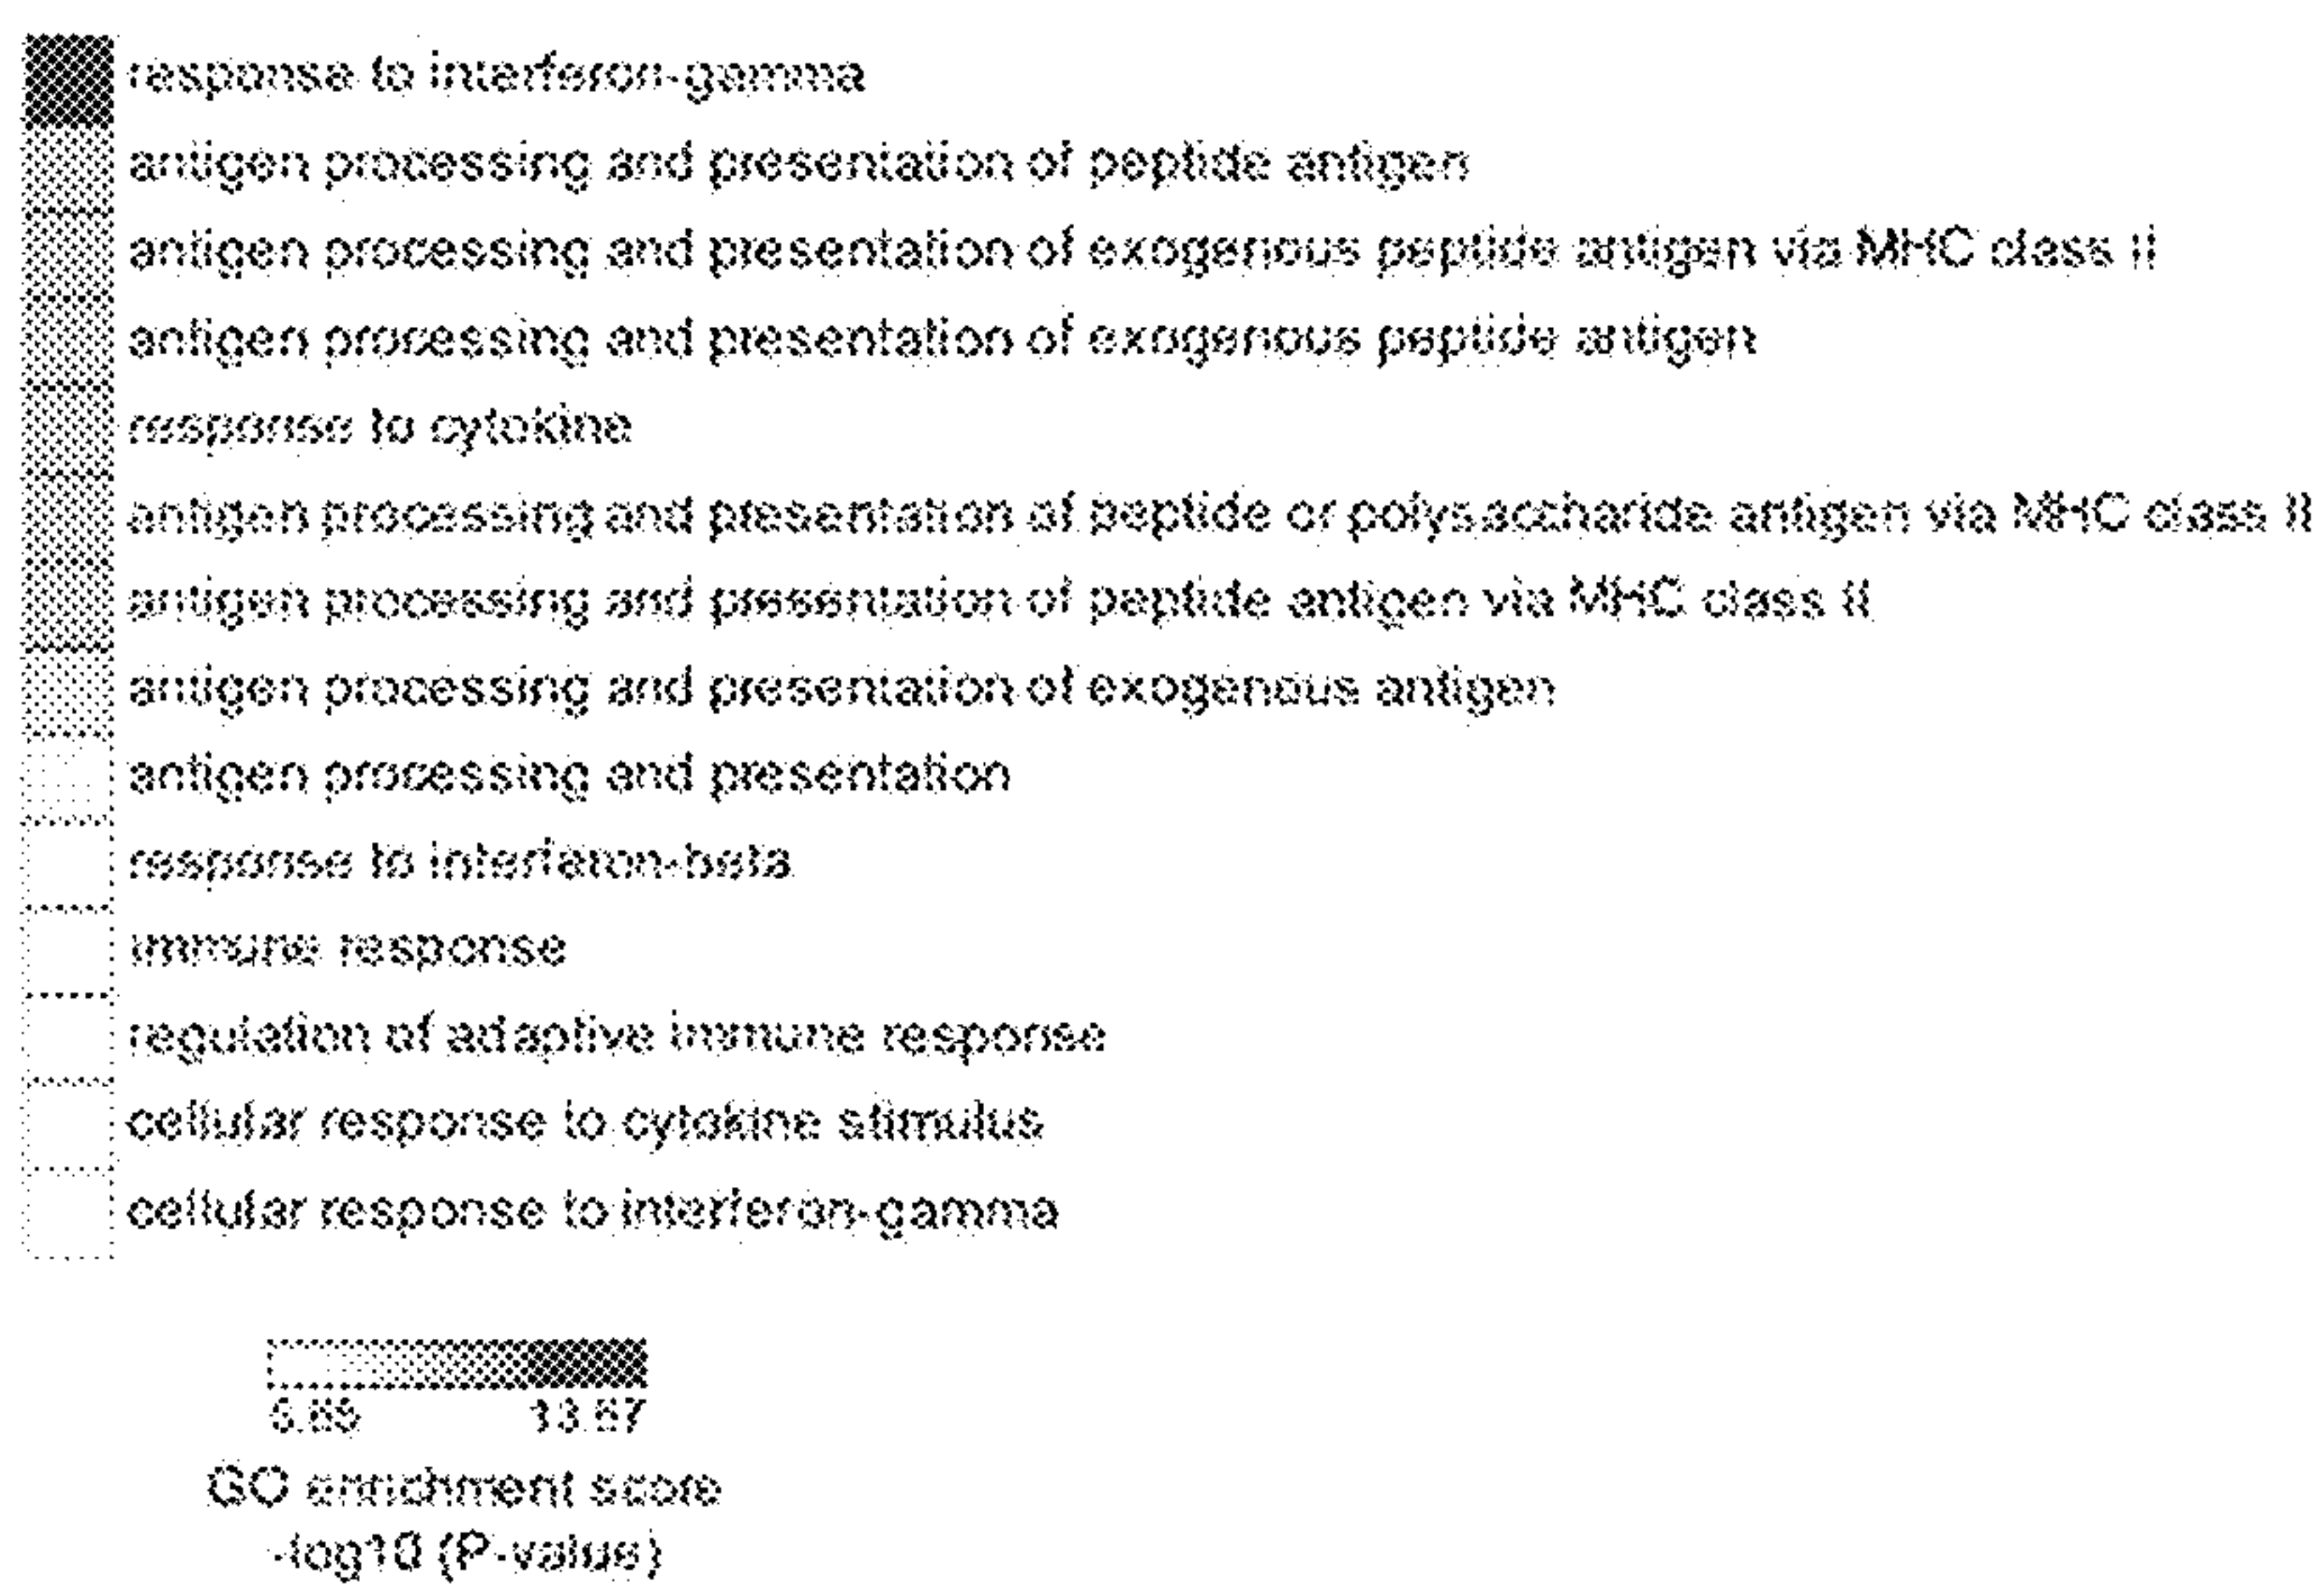 response to interferon-gamma
antigen processing and presentation of peptide antigen
antigen processing and presentation of exogenous peptide antigen via MHC class II
antigen processing and presentation of exogenous peptide antigen
response to cytokine
antigen processing and presentation of peptide or polysaccharide antigen via MHC class II
antigen processing and presentation of peptide antigen via MHC class II
antigen processing and presentation of exogenous antigen
antigen processing and presentation
response to interferon-beta
immune response
regulation of adaptive immune response
cellular response to cytokine stimulus
cellular response to interferon-gamma
GO enrichment score
-log10 (P-value)